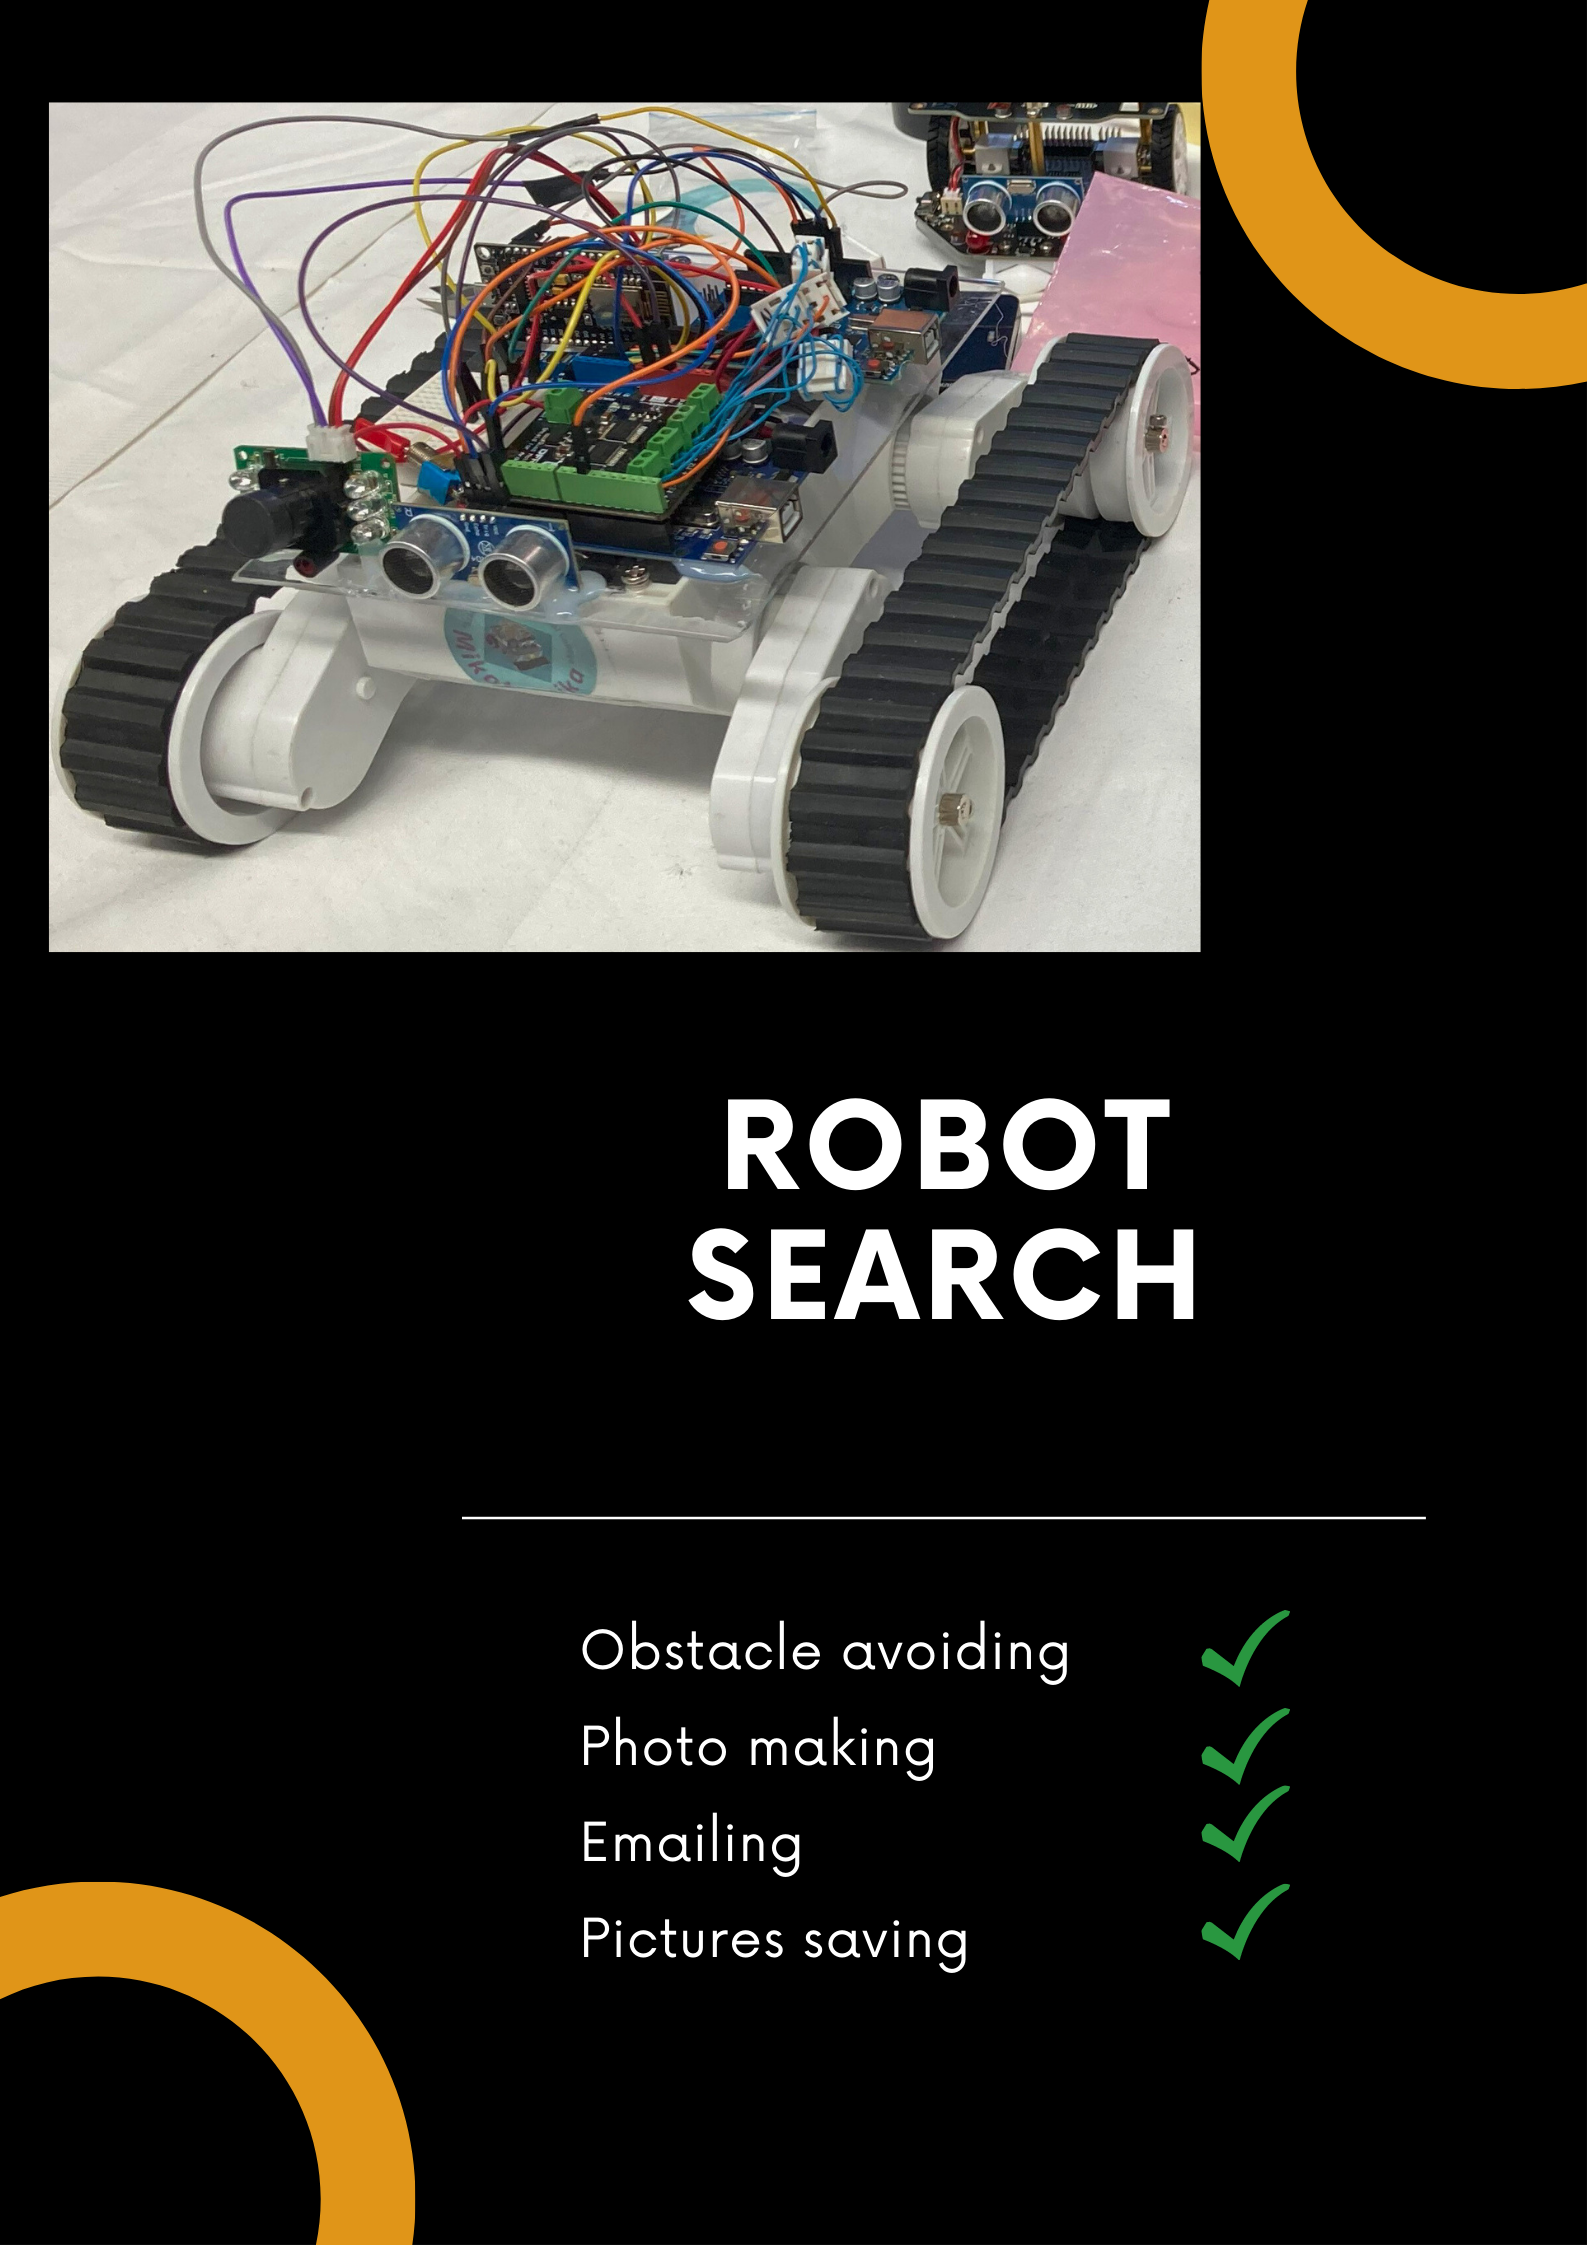 ROBOT
SEARCH
Obstacle avoiding
Photo making
Emailing
Pictures saving